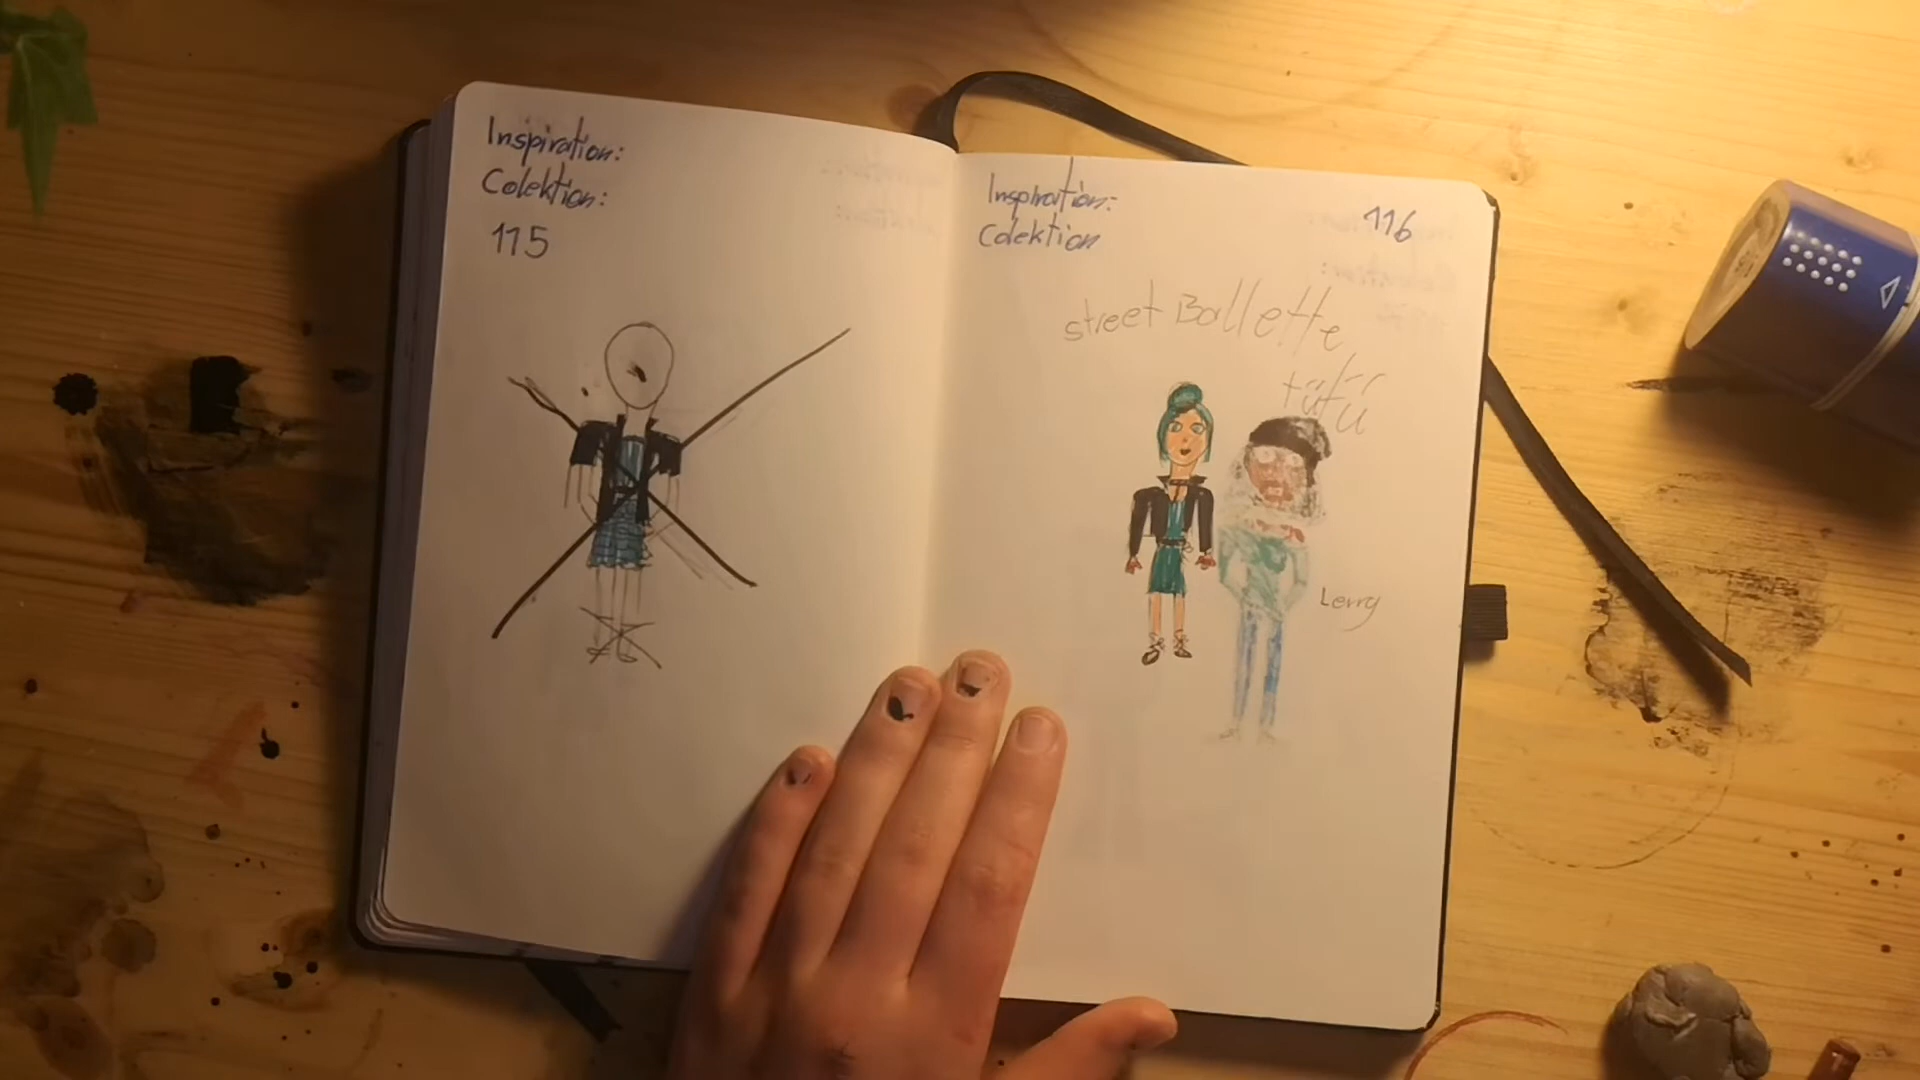 Inspiration:
Colektion:
115
Inspiration:
Colektion
116
street Ballette
tütü
Lerry